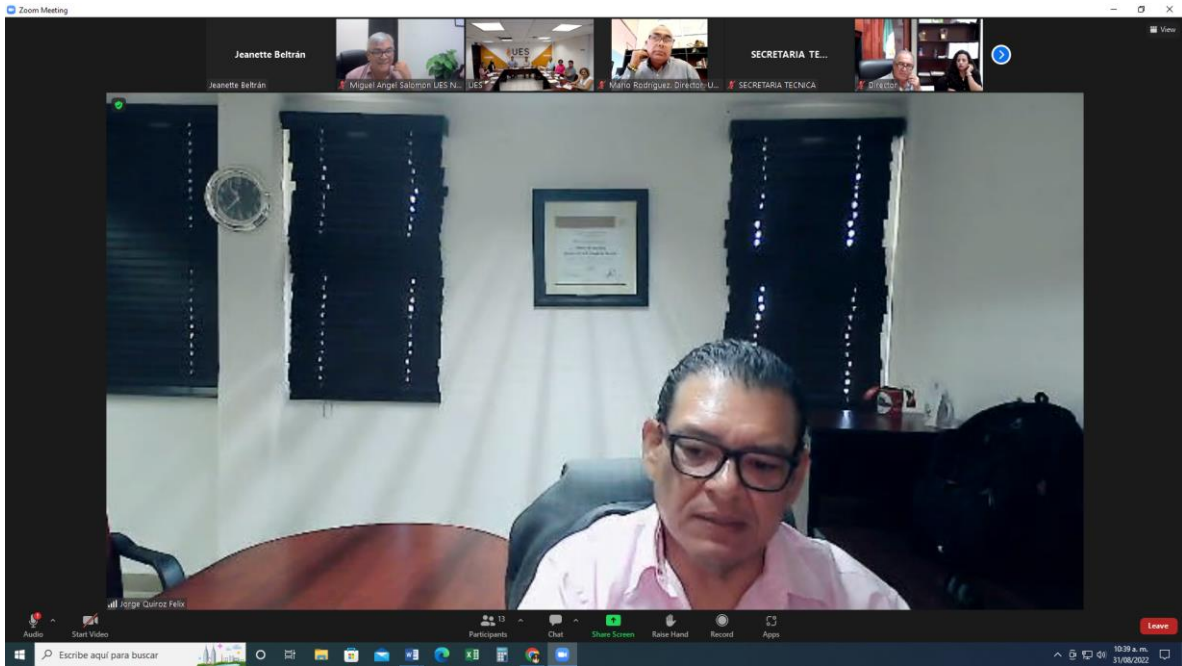 Zoom Meeting
View
Jeanette Beltrán
Jeanette Beltrán
Miguel Angel Salomon UES N...
UES
UES
Mario Rodriguez. Director-U...
SECRETARIA TE...
SECRETARIA TECNICA
Director
Jorge Quiroz Felix
Audio
Start Video
13
Participants
Chat
Share Screen
Raise Hand
Record
Apps
Leave
Escribe aquí para buscar
10:39 a. m.
31/08/2022